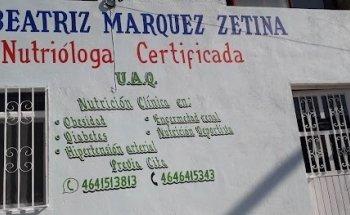 BEATRIZ MARQUEZ ZETINA
Nutrióloga Certificada
U.A.Q.
Nutrición Clínica en:
- Obesidad - Enfermedad renal
- Diabetes - Nutrición Deportiva
- Hipertensión arterial
Previa Cita
4641513813 4646415343